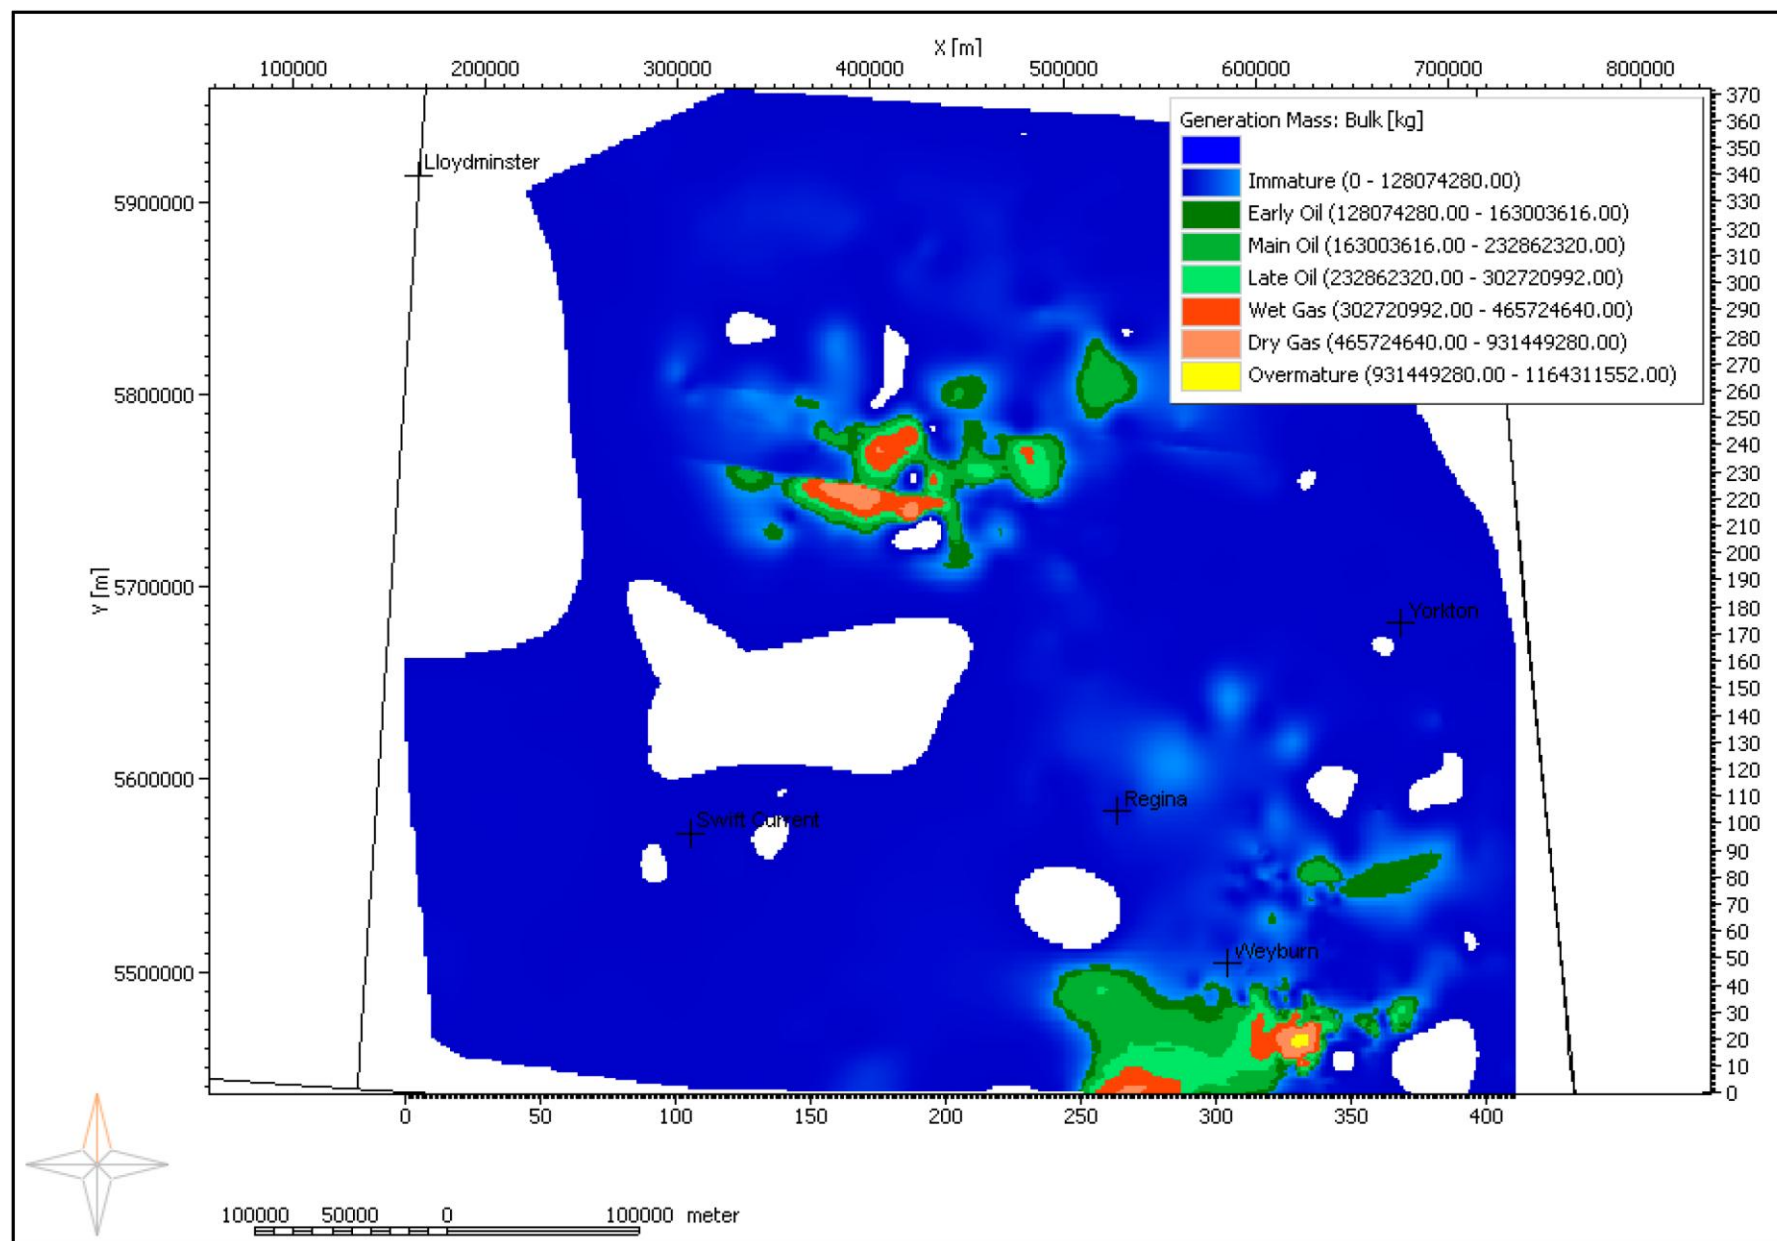 X [m]
100000 200000 300000 400000 500000 600000 700000 800000
Generation Mass: Bulk [kg]
Immature (0 - 128074280.00)
Early Oil (128074280.00 - 163003616.00)
Main Oil (163003616.00 - 232862320.00)
Late Oil (232862320.00 - 302720992.00)
Wet Gas (302720992.00 - 465724640.00)
Dry Gas (465724640.00 - 931449280.00)
Overmature (931449280.00 - 1164311552.00)
Y [m]
5900000
5800000
5700000
5600000
5500000
Lloydminster
Yorkton
Regina
Swift Current
Weyburn
370
360
350
340
330
320
310
300
290
280
270
260
250
240
230
220
210
200
190
180
170
160
150
140
130
120
110
100
90
80
70
60
50
40
30
20
10
0
0 50 100 150 200 250 300 350 400
100000 50000 0 100000 meter